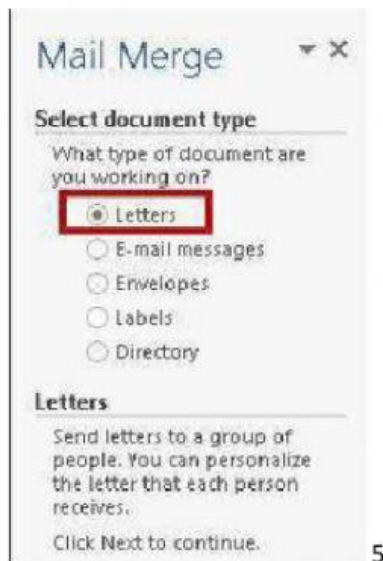 Mail Merge
Select document type
What type of document are
you working on?
Letters
E-mail messages
Envelopes
Labels
Directory
Letters
Send letters to a group of
people. You can personalize
the letter that each person
receives.
Click Next to continue.
5